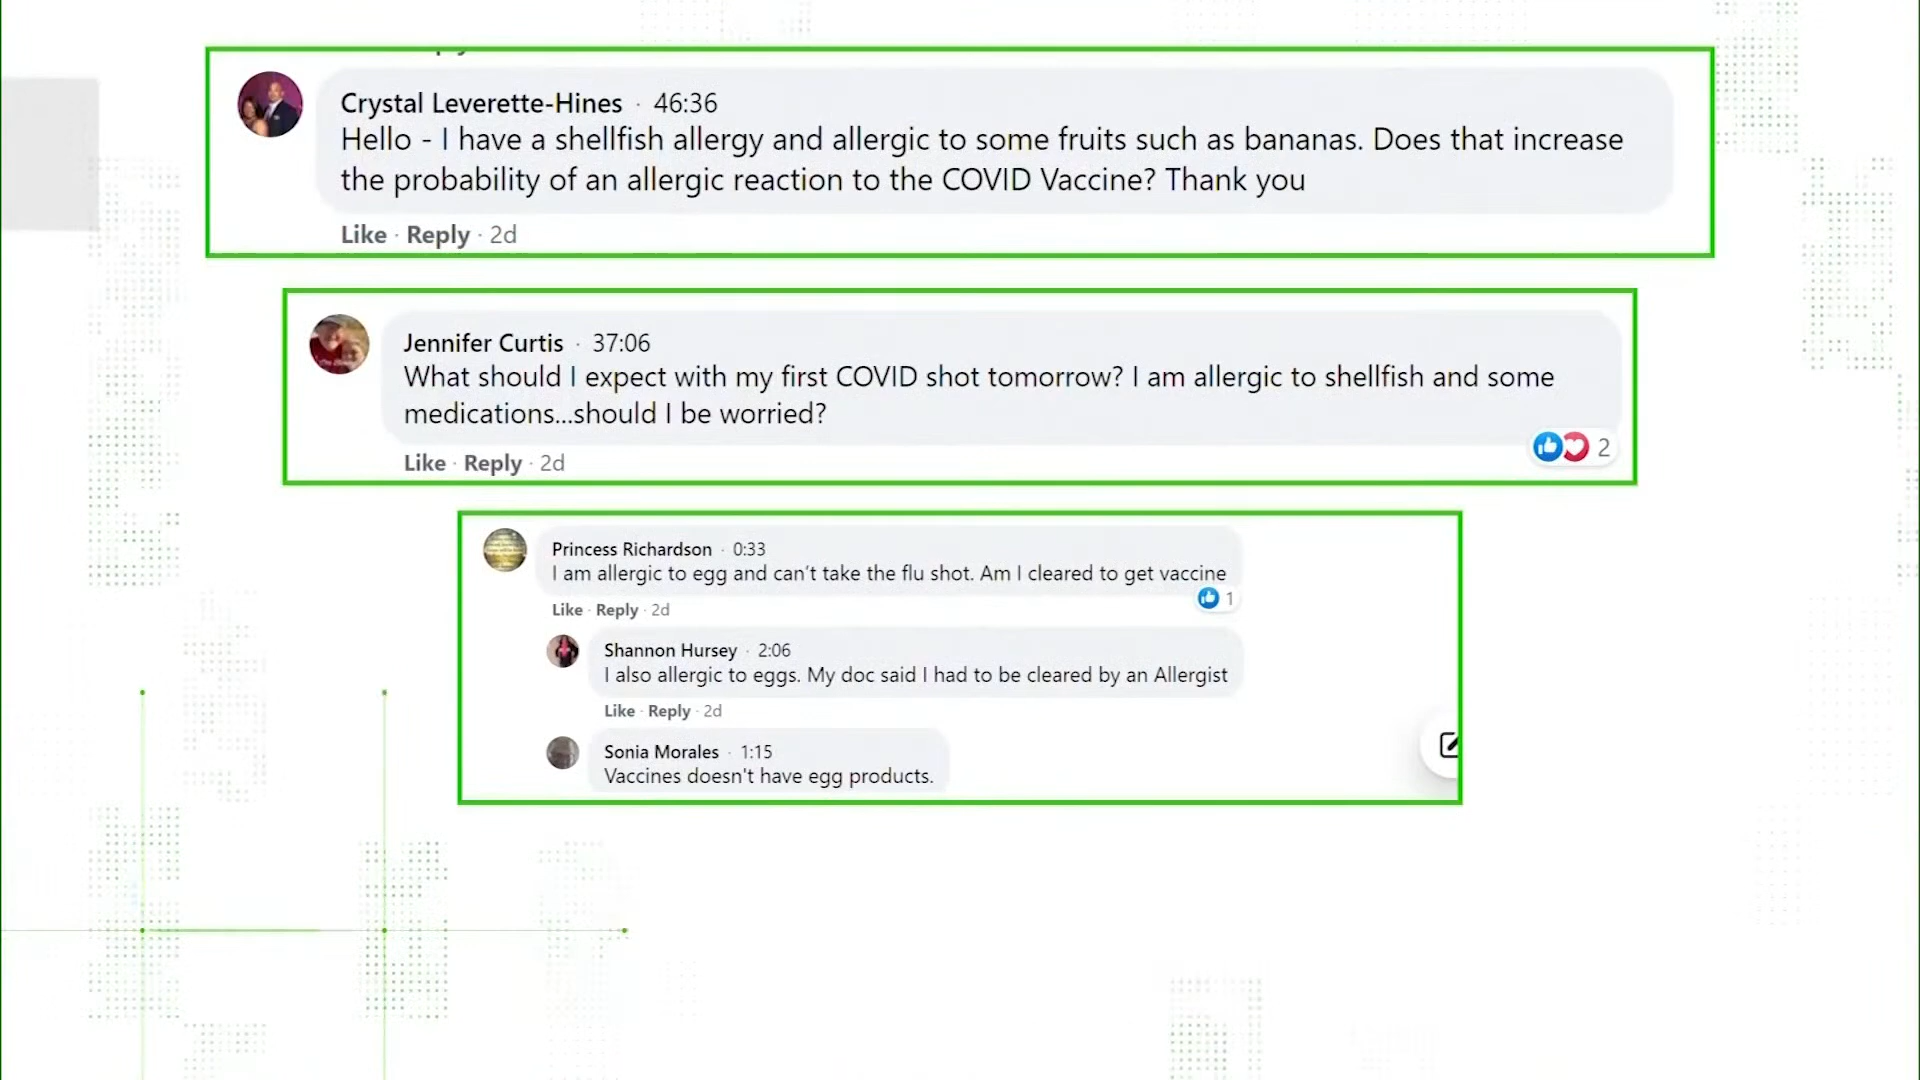 Crystal Leverette-Hines · 46:36
Hello - I have a shellfish allergy and allergic to some fruits such as bananas. Does that increase
the probability of an allergic reaction to the COVID Vaccine? Thank you
Like · Reply · 2d
Jennifer Curtis · 37:06
What should I expect with my first COVID shot tomorrow? I am allergic to shellfish and some
medications...should I be worried?
2
Like · Reply · 2d
Princess Richardson · 0:33
I am allergic to egg and can't take the flu shot. Am I cleared to get vaccine
1
Like · Reply · 2d
Shannon Hursey · 2:06
I also allergic to eggs. My doc said I had to be cleared by an Allergist
Like · Reply · 2d
Sonia Morales · 1:15
Vaccines doesn't have egg products.